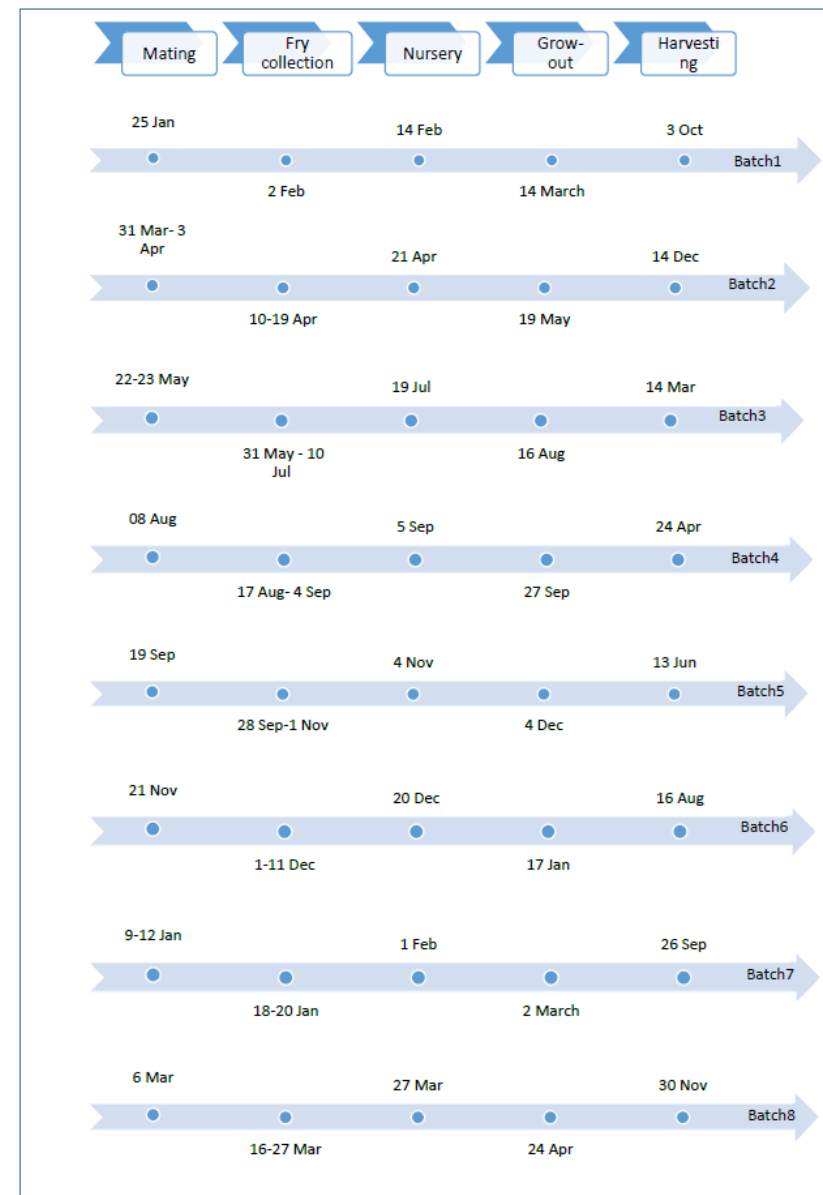 Mating
Fry
collection
Nursery
Grow-
out
Harvesti
ng
25 Jan
14 Feb
3 Oct
Batch1
2 Feb
14 March
31 Mar- 3
Apr
21 Apr
14 Dec
Batch2
10-19 Apr
19 May
22-23 May
19 Jul
14 Mar
Batch3
31 May - 10
Jul
16 Aug
08 Aug
5 Sep
24 Apr
Batch4
17 Aug- 4 Sep
27 Sep
19 Sep
4 Nov
13 Jun
Batch5
28 Sep-1 Nov
4 Dec
21 Nov
20 Dec
16 Aug
Batch6
1-11 Dec
17 Jan
9-12 Jan
1 Feb
26 Sep
Batch7
18-20 Jan
2 March
6 Mar
27 Mar
30 Nov
Batch8
16-27 Mar
24 Apr